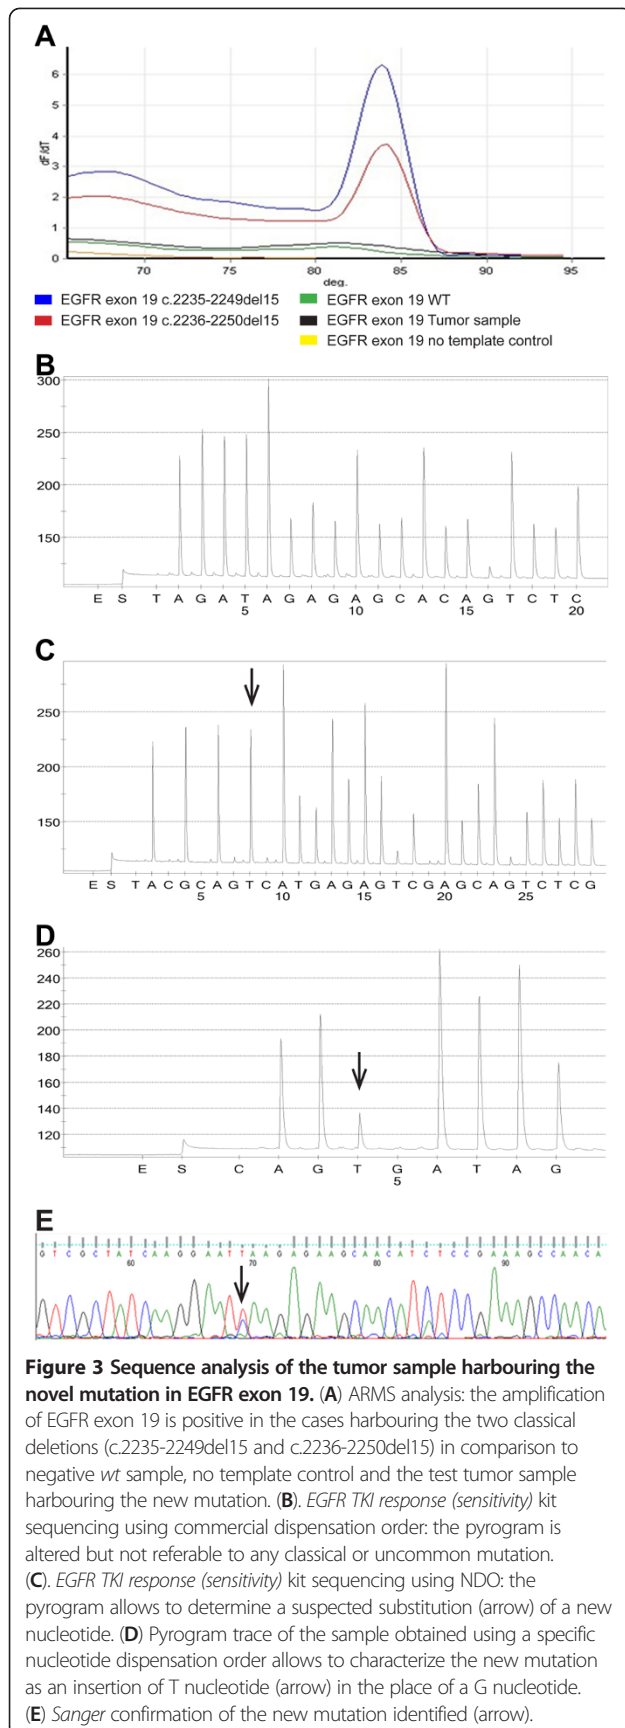 A
dF/dT
6
5
4
3
2
1
0
70 75 80 85 90 95
deg.
EGFR exon 19 c.2235-2249del15
EGFR exon 19 WT
EGFR exon 19 c.2236-2250del15
EGFR exon 19 Tumor sample
EGFR exon 19 no template control
B
300
250
200
150
E S T A G A T A G A G A G C A C A G T C T C
5 10 15 20
C
250
200
150
E S T A C G C A G T C A T G A G A G T C G A G C A G T C T C G
5 10 15 20 25
D
260
240
220
200
180
160
140
120
E S C A G T G A T A G
5
E
G T C G C T A T C A A G G A A T T A A G A G A A G C A A C A T C T C C G A A A G C C A A C A
60 70 80 90
Figure 3 Sequence analysis of the tumor sample harbouring the
novel mutation in EGFR exon 19. (A) ARMS analysis: the amplification
of EGFR exon 19 is positive in the cases harbouring the two classical
deletions (c.2235-2249del15 and c.2236-2250del15) in comparison to
negative wt sample, no template control and the test tumor sample
harbouring the new mutation. (B). EGFR TKI response (sensitivity) kit
sequencing using commercial dispensation order: the pyrogram is
altered but not referable to any classical or uncommon mutation.
(C). EGFR TKI response (sensitivity) kit sequencing using NDO: the
pyrogram allows to determine a suspected substitution (arrow) of a new
nucleotide. (D) Pyrogram trace of the sample obtained using a specific
nucleotide dispensation order allows to characterize the new mutation
as an insertion of T nucleotide (arrow) in the place of a G nucleotide.
(E) Sanger confirmation of the new mutation identified (arrow).